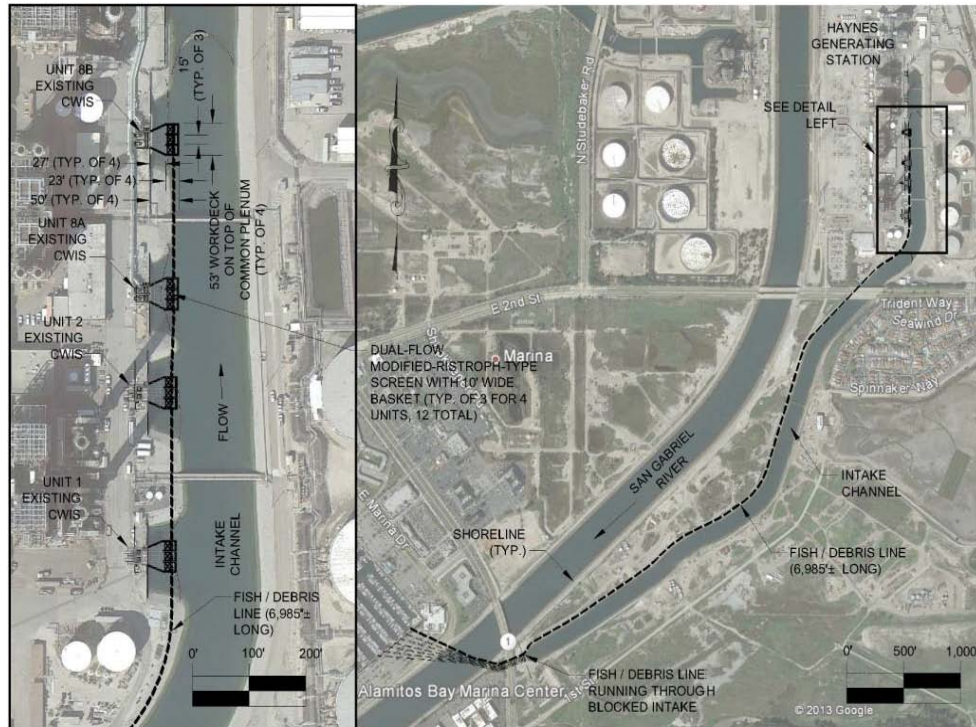 UNIT 8B
EXISTING
CWIS
15'
(TYP. OF 3)
27' (TYP. OF 4)
23' (TYP. OF 4)
50' (TYP. OF 4)
53' WORKDECK
ON TOP OF
COMMON PLENUM
(TYP. OF 4)
UNIT 8A
EXISTING
CWIS
UNIT 2
EXISTING
CWIS
DUAL-FLOW
MODIFIED-RISTROPH-TYPE
SCREEN WITH 10' WIDE
BASKET (TYP. OF 3 FOR 4
UNITS, 12 TOTAL)
FLOW
UNIT 1
EXISTING
CWIS
INTAKE
CHANNEL
FISH / DEBRIS
LINE (6,985'±
LONG)
0 100' 200'
HAYNES
GENERATING
STATION
SEE DETAIL
LEFT
N Studebaker Rd
E 2nd St
Trident Way
Seawind Dr
Marina
Spinnaker Way
SAN GABRIEL
RIVER
INTAKE
CHANNEL
E Marina Dr
SHORELINE
(TYP.)
FISH / DEBRIS LINE
(6,985'± LONG)
1
1st St
FISH / DEBRIS LINE
RUNNING THROUGH
BLOCKED INTAKE
Alamitos Bay Marina Center,
0 500' 1,000'
© 2013 Google